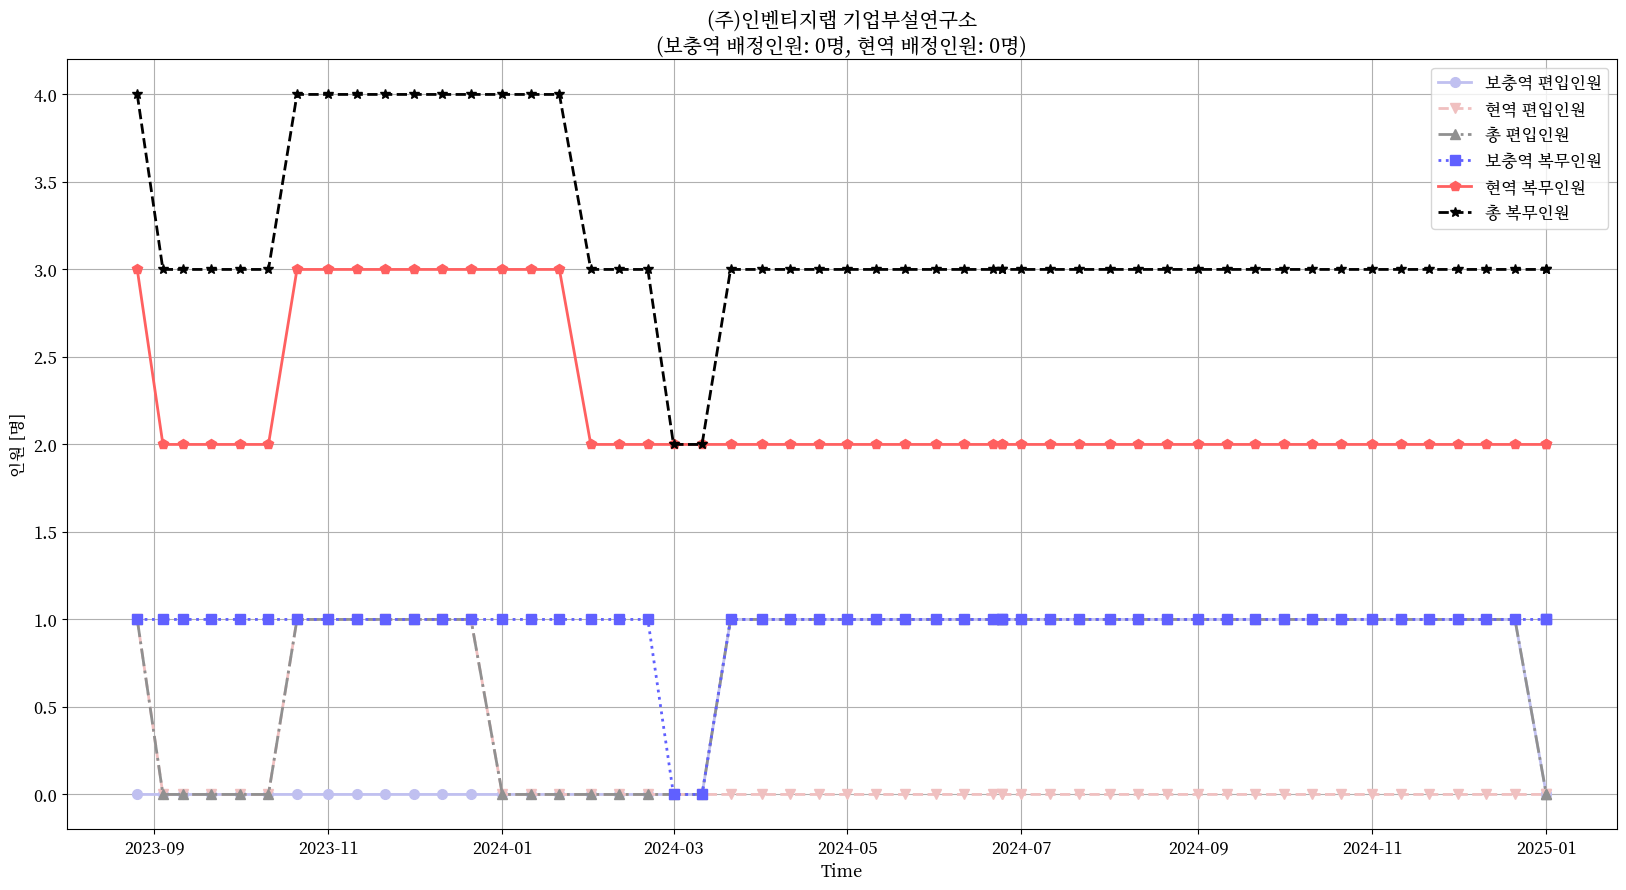 (주)인벤티지랩 기업부설연구소
(보충역 배정인원: 0명, 현역 배정인원: 0명)
보충역 편입인원
현역 편입인원
총 편입인원
보충역 복무인원
현역 복무인원
총 복무인원
인원 [명]
4.0
3.5
3.0
2.5
2.0
1.5
1.0
0.5
0.0
2023-09 2023-11 2024-01 2024-03 2024-05 2024-07 2024-09 2024-11 2025-01
Time